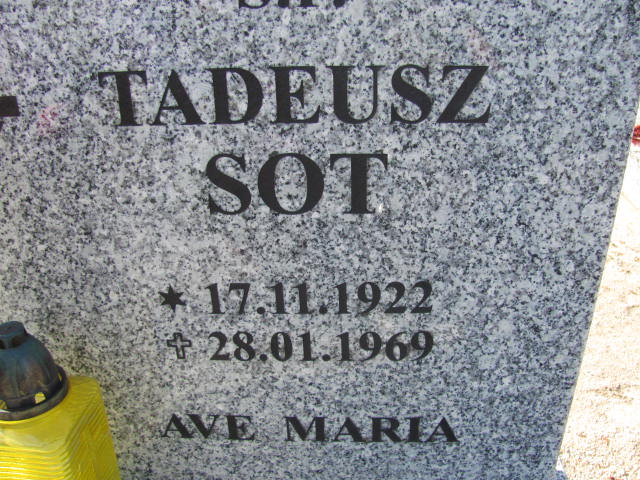 Ś.P.
TADEUSZ
SOT
✶ 17.11.1922
✝ 28.01.1969
AVE MARIA